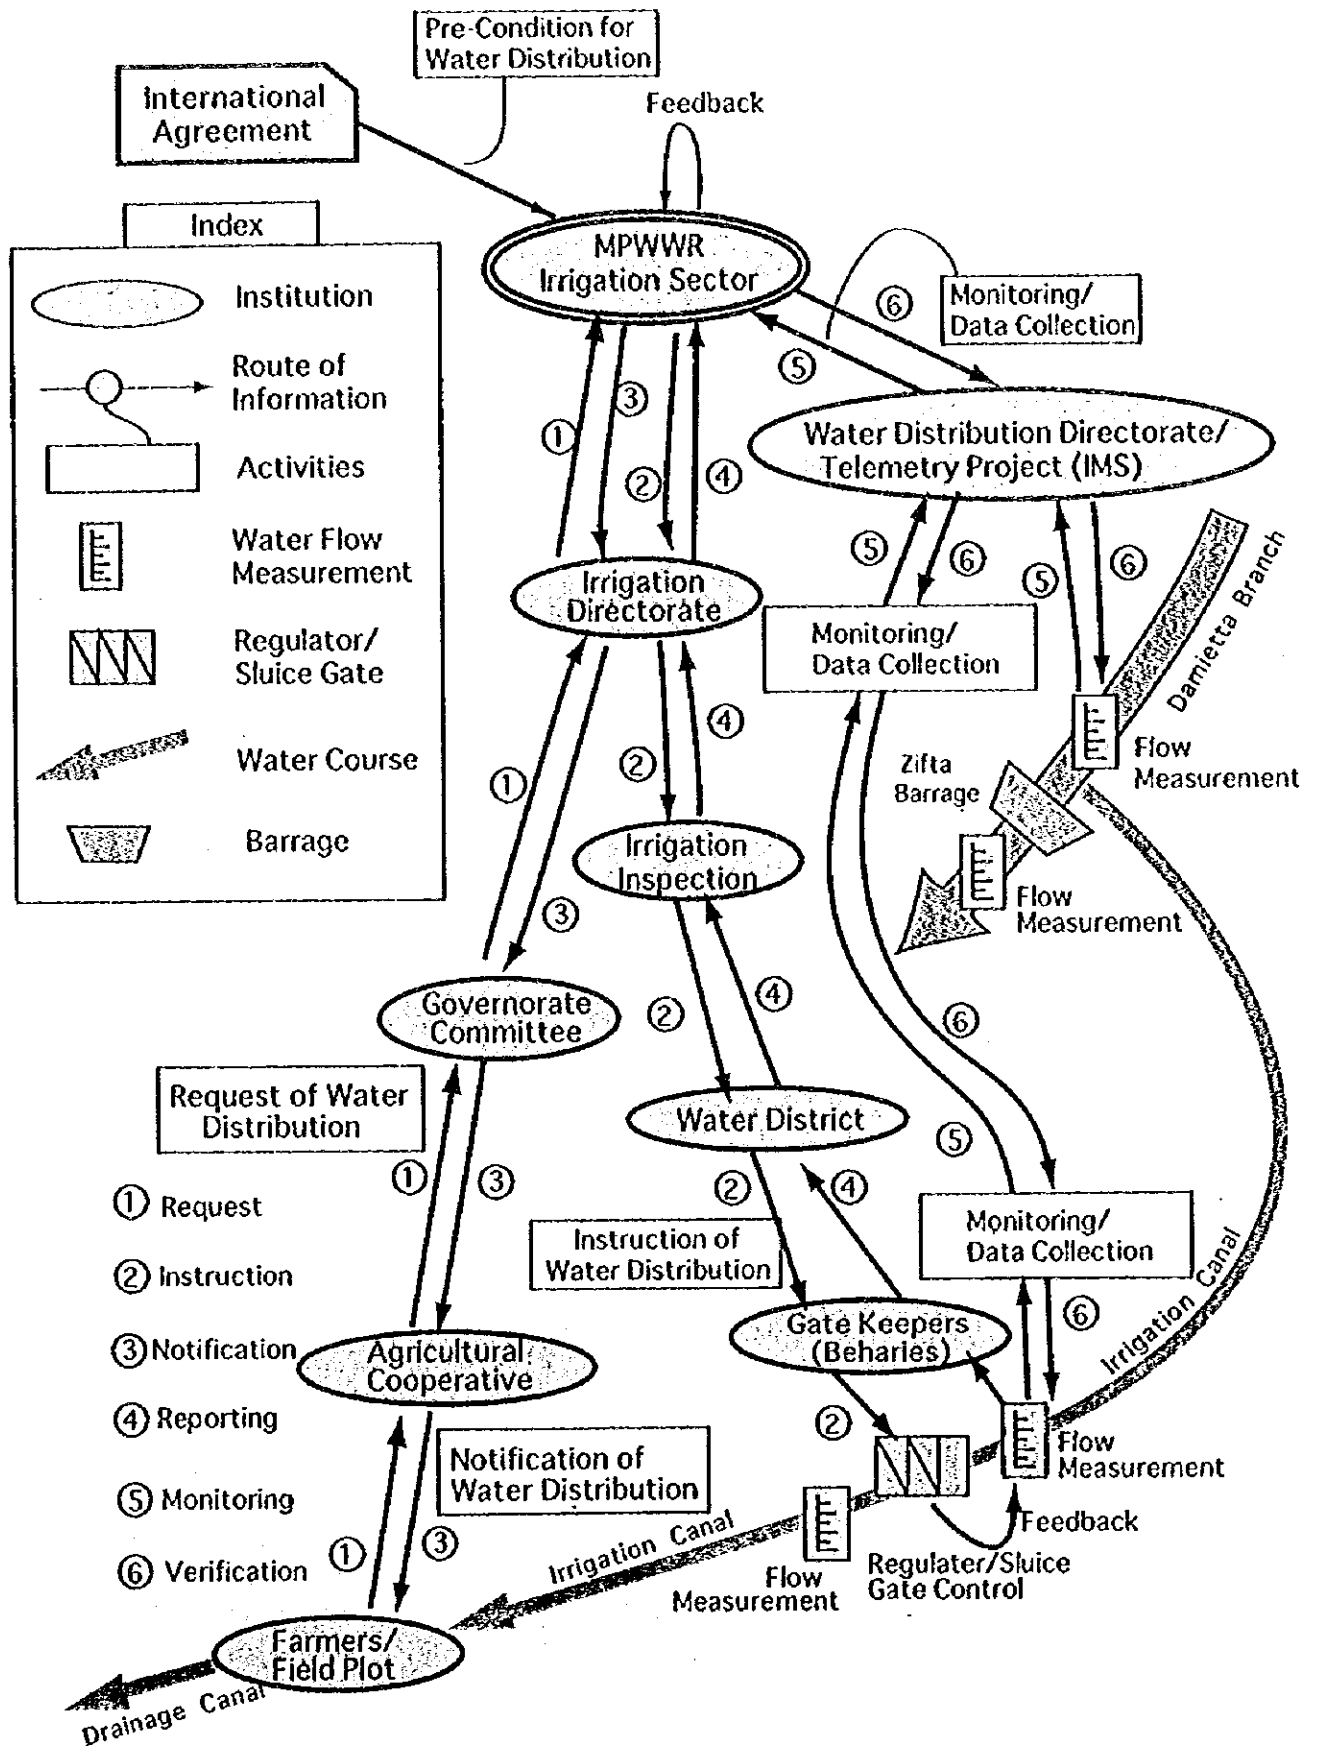 Pre-Condition for
Water Distribution
International
Agreement
Feedback
Index
Institution
Route of
Information
Activities
Water Flow
Measurement
Regulator/
Sluice Gate
Water Course
Barrage
MPWWR
Irrigation Sector
⑥
Monitoring/
Data Collection
⑤
③
①
②
④
Water Distribution Directorate/
Telemetry Project (IMS)
⑤
⑥
⑤
⑥
Damietta Branch
Irrigation
Directorate
Monitoring/
Data Collection
④
②
①
Flow
Measurement
Zifta
Barrage
Irrigation
Inspection
Flow
Measurement
③
④
②
⑥
Governorate
Committee
Request of Water
Distribution
Water District
⑤
①
③
②
④
① Request
② Instruction
③ Notification
④ Reporting
⑤ Monitoring
⑥ Verification
Instruction of
Water Distribution
Monitoring/
Data Collection
⑥
Irrigation Canal
Gate Keepers
(Beharies)
Agricultural
Cooperative
②
Flow
Measurement
Notification of
Water Distribution
Feedback
①
③
Irrigation Canal
Flow
Measurement
Regulater/Sluice
Gate Control
Farmers/
Field Plot
Drainage Canal